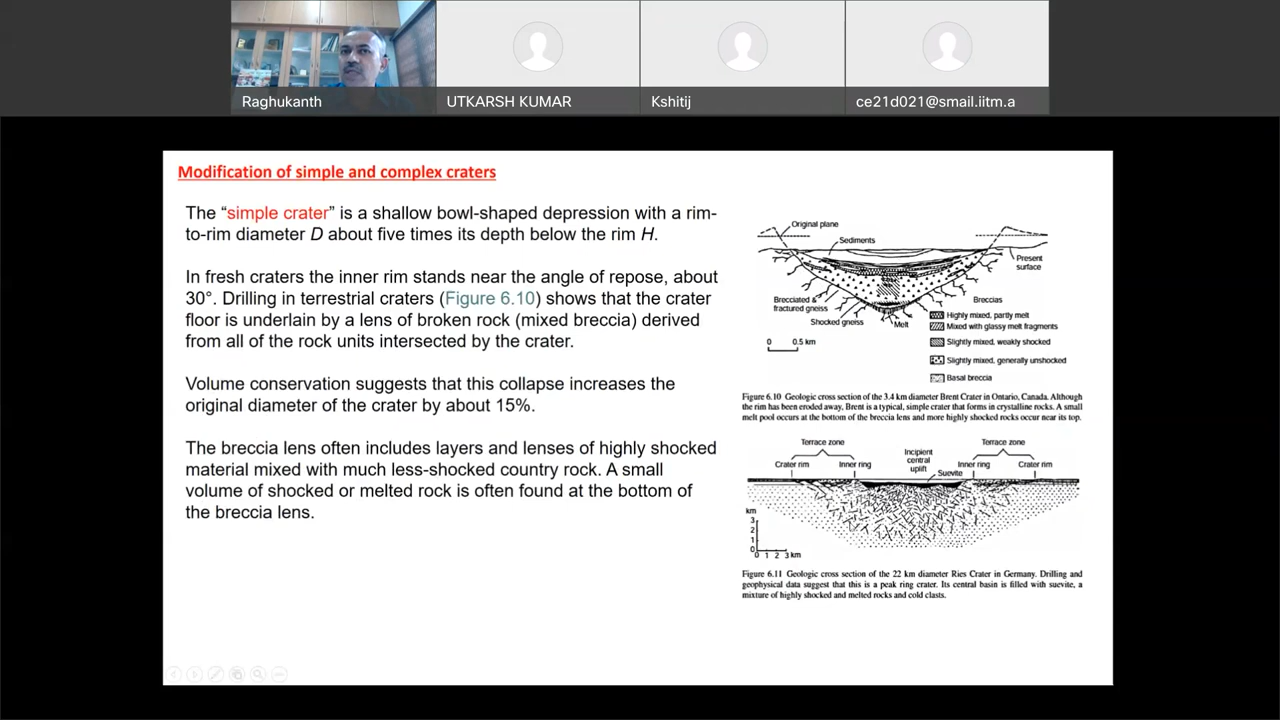 Raghukanth
UTKARSH KUMAR
Kshitij
ce21d021@smail.iitm.a
Modification of simple and complex craters
The “simple crater” is a shallow bowl-shaped depression with a rim-
to-rim diameter D about five times its depth below the rim H.
In fresh craters the inner rim stands near the angle of repose, about
30°. Drilling in terrestrial craters (Figure 6.10) shows that the crater
floor is underlain by a lens of broken rock (mixed breccia) derived
from all of the rock units intersected by the crater.
Volume conservation suggests that this collapse increases the
original diameter of the crater by about 15%.
The breccia lens often includes layers and lenses of highly shocked
material mixed with much less-shocked country rock. A small
volume of shocked or melted rock is often found at the bottom of
the breccia lens.
Original plane
Sediments
Present
surface
Brecciated &
fractured gneiss
Shocked gneiss
Melt
Breccias
Highly mixed, partly melt
Mixed with glassy melt fragments
Slightly mixed, weakly shocked
Slightly mixed, generally unshocked
Basal breccia
0 0.5 km
Figure 6.10 Geologic cross section of the 3.4 km diameter Brent Crater in Ontario, Canada. Although
the rim has been eroded away, Brent is a typical, simple crater that forms in crystalline rocks. A small
melt pool occurs at the bottom of the breccia lens and more highly shocked rocks occur near its top.
Terrace zone
Terrace zone
Crater rim
Inner ring
Incipient
central
uplift
Suevite
Inner ring
Crater rim
km
3
2
1
0
0 1 2 3 km
Figure 6.11 Geologic cross section of the 22 km diameter Ries Crater in Germany. Drilling and
geophysical data suggest that this is a peak ring crater. Its central basin is filled with suevite, a
mixture of highly shocked and melted rocks and cold clasts.